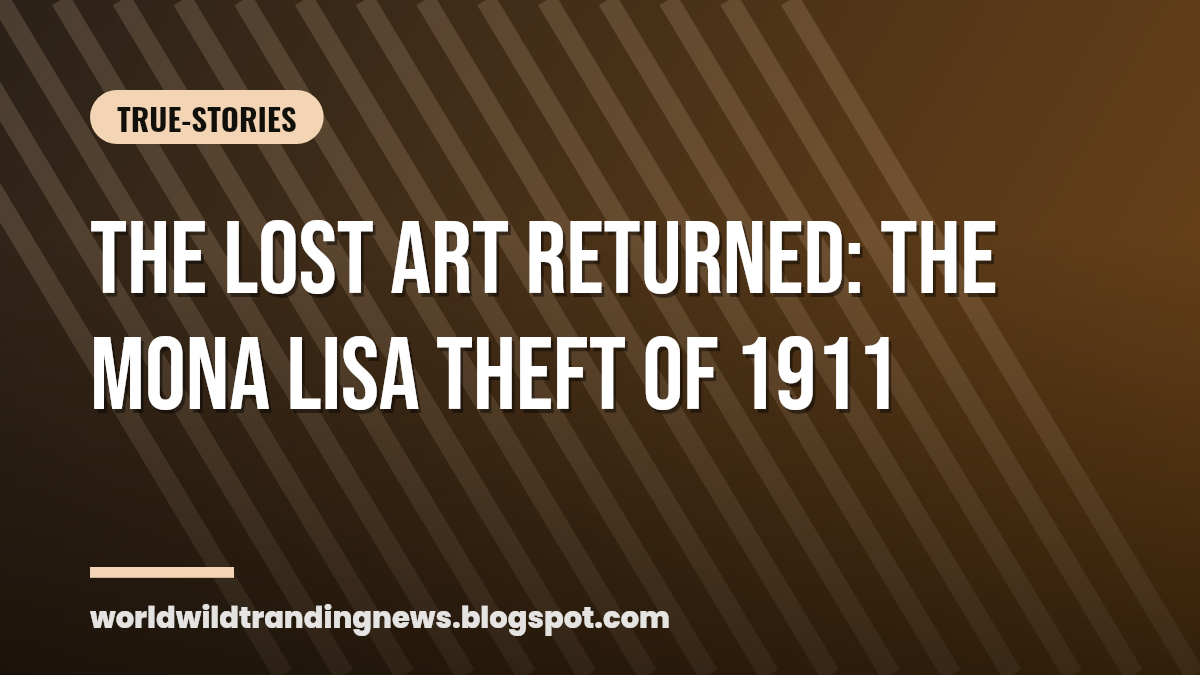 TRUE-STORIES
THE LOST ART RETURNED: THE
MONA LISA THEFT OF 1911
worldwildtrandingnews.blogspot.com